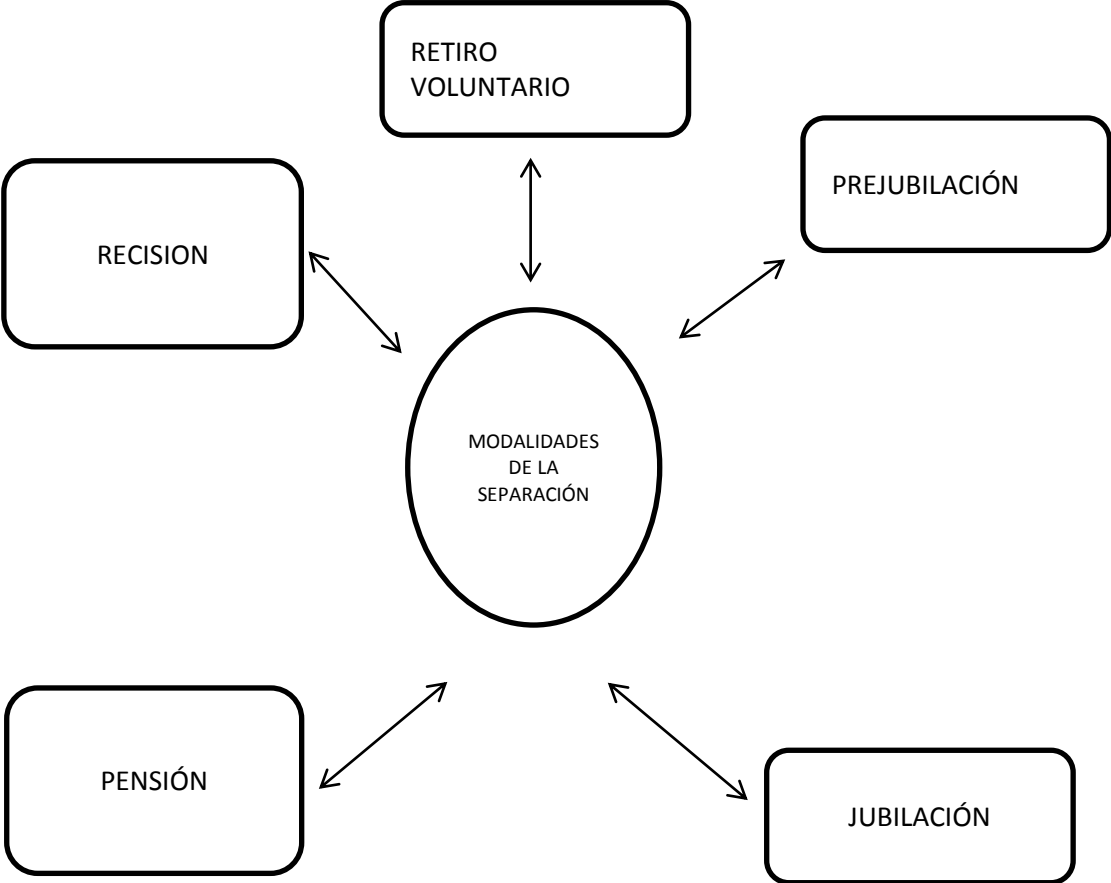 RETIRO
VOLUNTARIO
PREJUBILACIÓN
RECISION
MODALIDADES
DE LA
SEPARACIÓN
PENSIÓN
JUBILACIÓN